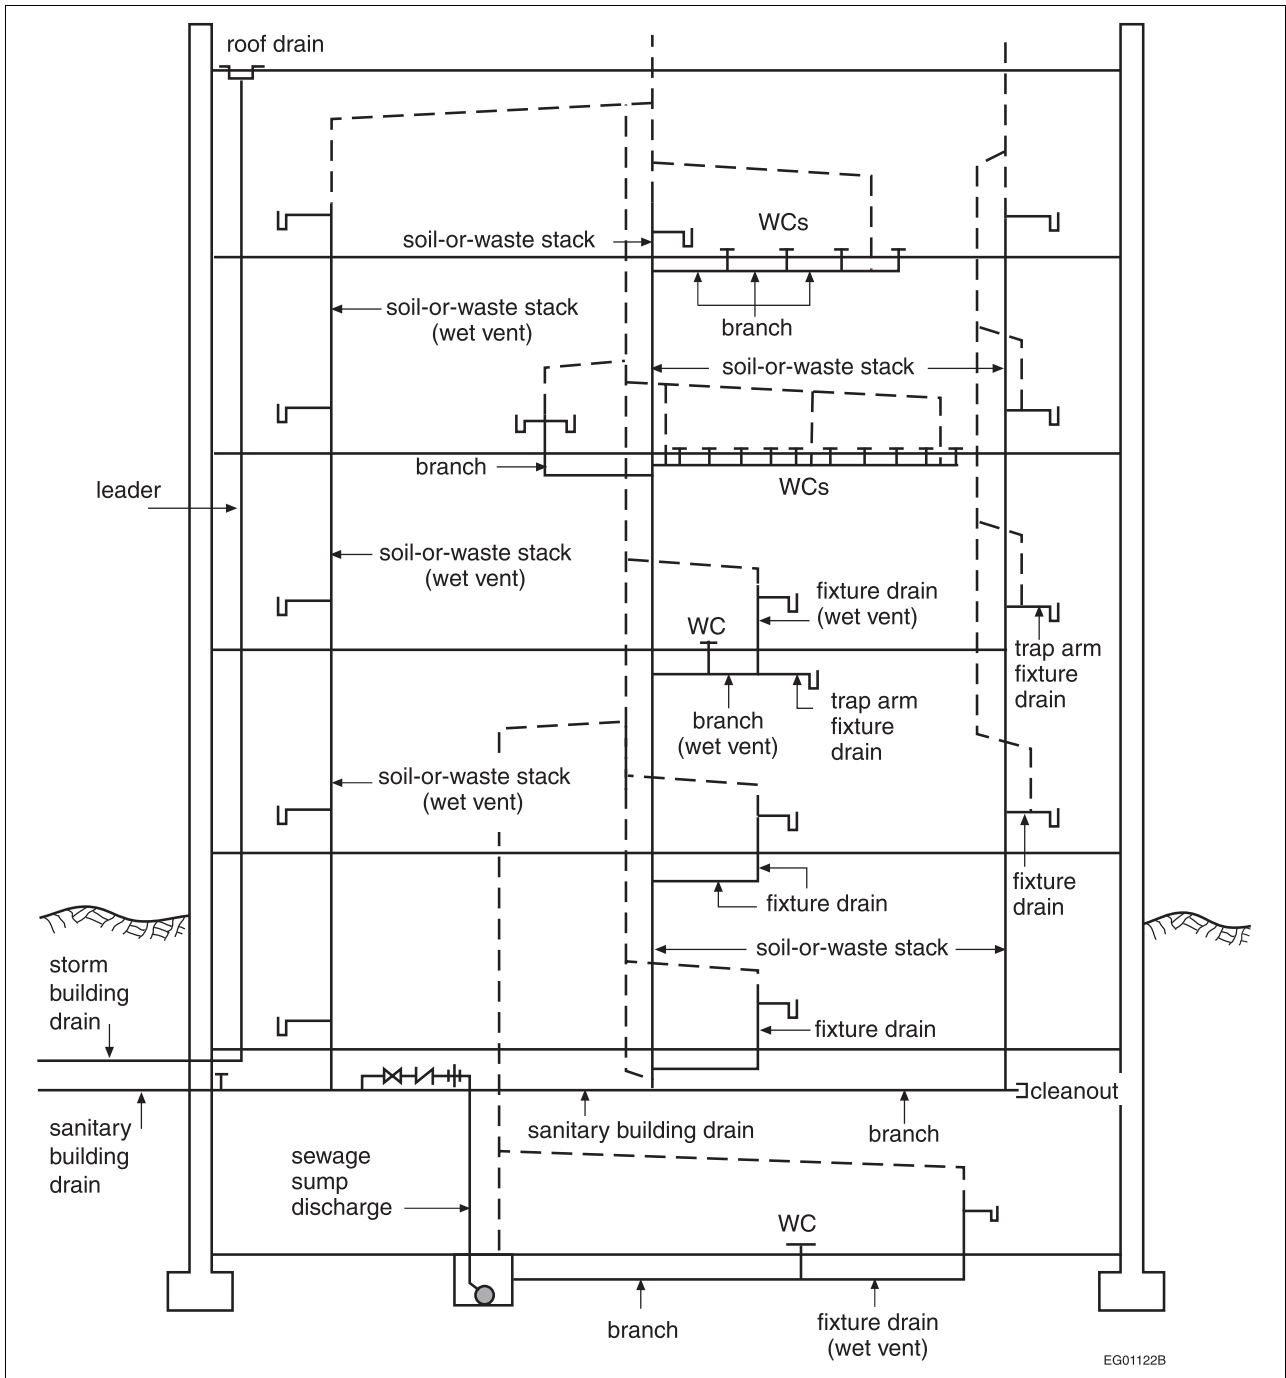 roof drain
WCs
soil-or-waste stack
soil-or-waste stack
(wet vent)
branch
soil-or-waste stack
branch
WCs
leader
soil-or-waste stack
(wet vent)
fixture drain
(wet vent)
WC
trap arm
fixture
drain
trap arm
fixture
drain
branch
(wet vent)
soil-or-waste stack
(wet vent)
fixture
drain
fixture drain
soil-or-waste stack
storm
building
drain
fixture drain
cleanout
sanitary
building
drain
sanitary building drain
branch
sewage
sump
discharge
WC
branch
fixture drain
(wet vent)
EG01122B